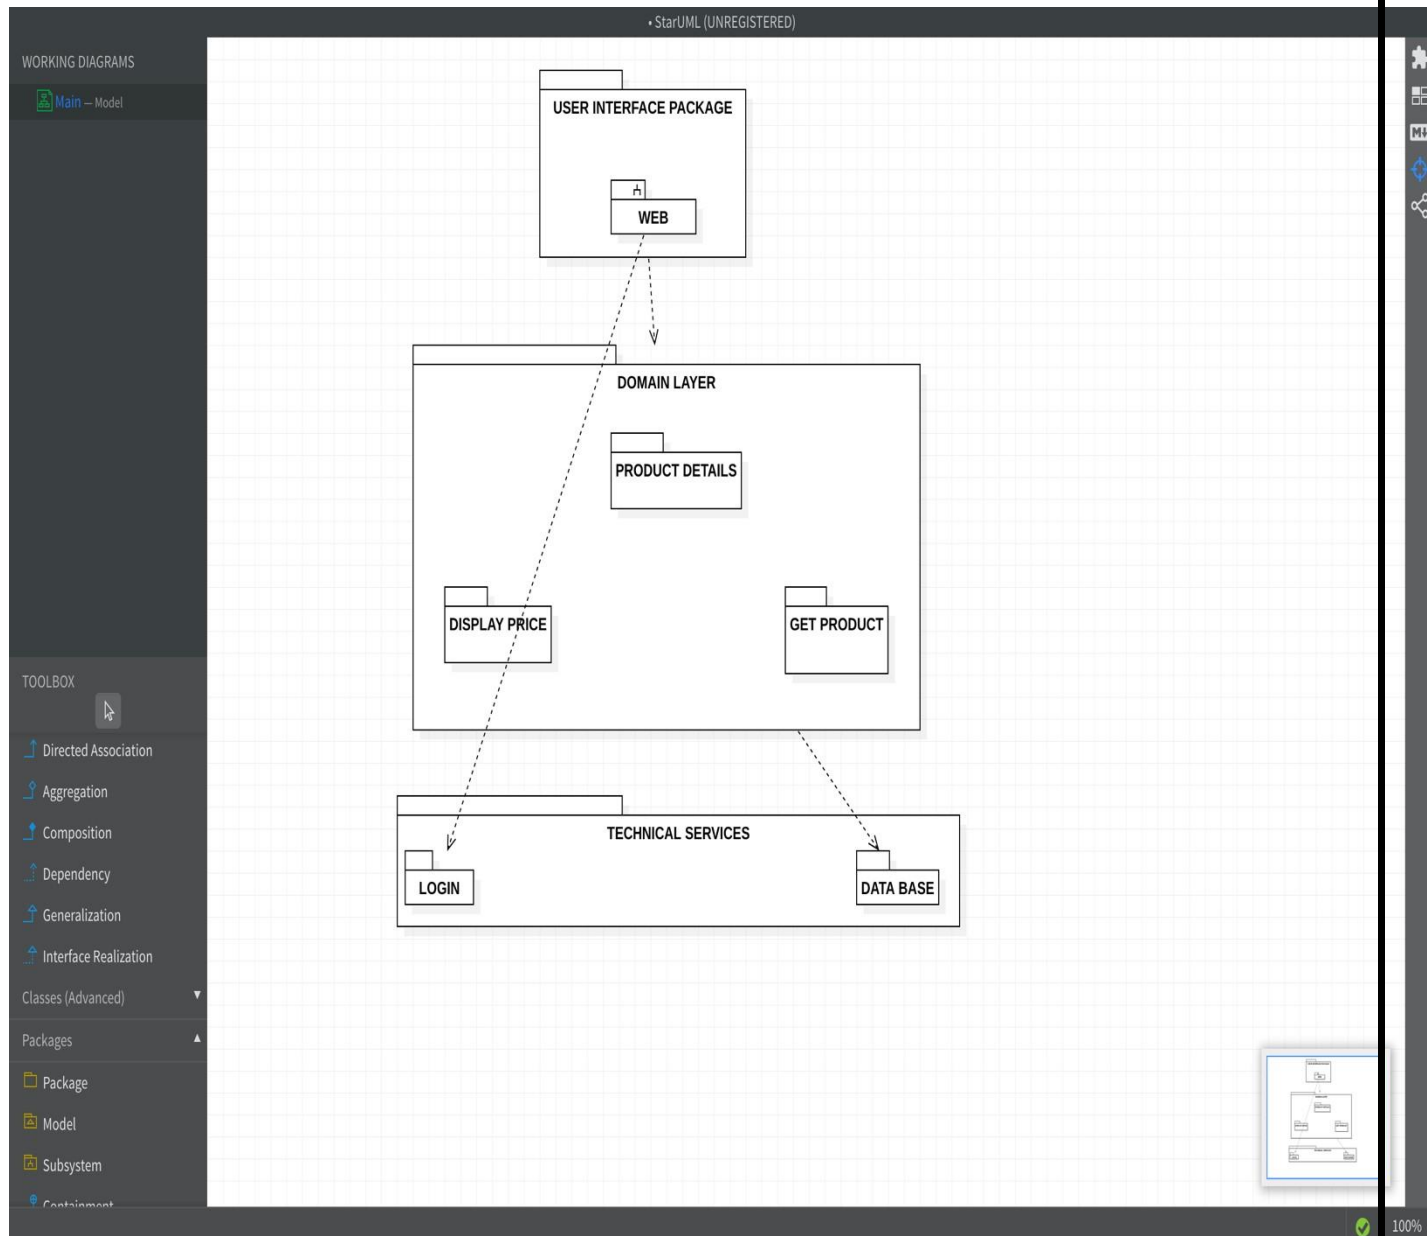 • StarUML (UNREGISTERED)
WORKING DIAGRAMS
Main — Model
USER INTERFACE PACKAGE
WEB
DOMAIN LAYER
PRODUCT DETAILS
DISPLAY PRICE
GET PRODUCT
TECHNICAL SERVICES
LOGIN
DATA BASE
TOOLBOX
Directed Association
Aggregation
Composition
Dependency
Generalization
Interface Realization
Classes (Advanced)
Packages
Package
Model
Subsystem
Containment
100%